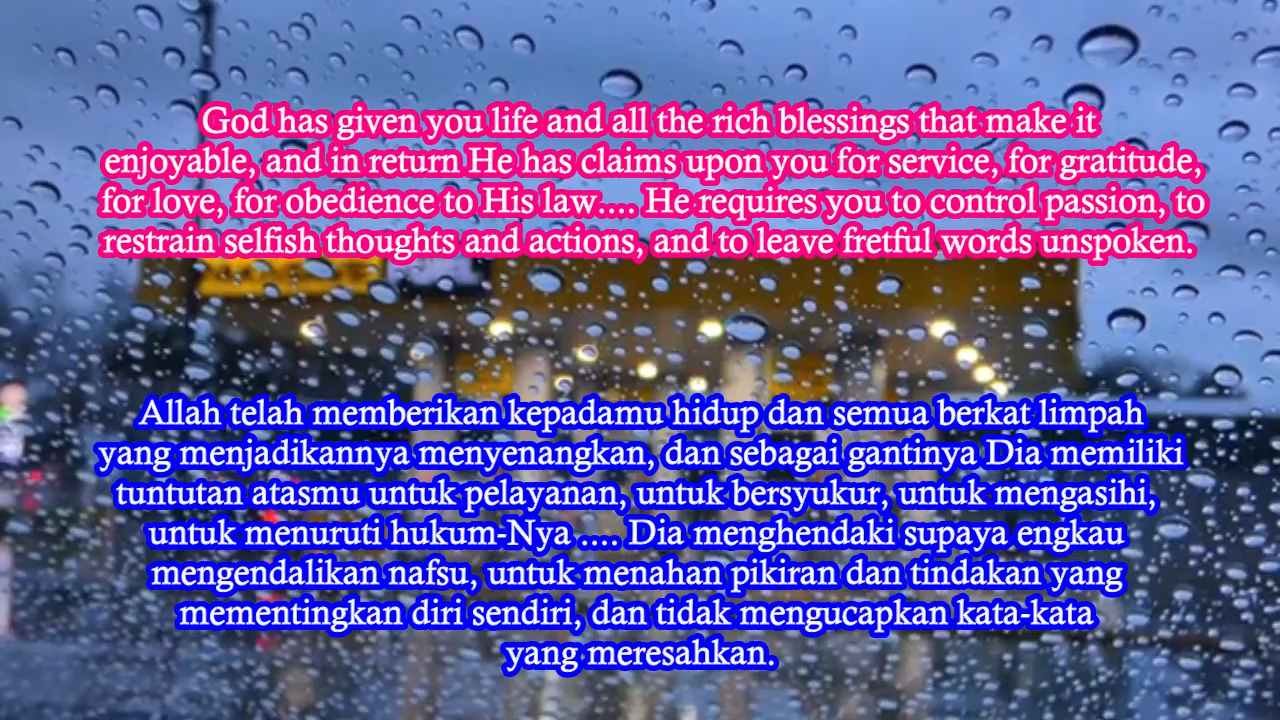 God has given you life and all the rich blessings that make it
enjoyable, and in return He has claims upon you for service, for gratitude,
for love, for obedience to His law.... He requires you to control passion, to
restrain selfish thoughts and actions, and to leave fretful words unspoken.
Allah telah memberikan kepadamu hidup dan semua berkat limpah
yang menjadikannya menyenangkan, dan sebagai gantinya Dia memiliki
tuntutan atasmu untuk pelayanan, untuk bersyukur, untuk mengasihi,
untuk menuruti hukum-Nya .... Dia menghendaki supaya engkau
mengendalikan nafsu, untuk menahan pikiran dan tindakan yang
mementingkan diri sendiri, dan tidak mengucapkan kata-kata
yang meresahkan.